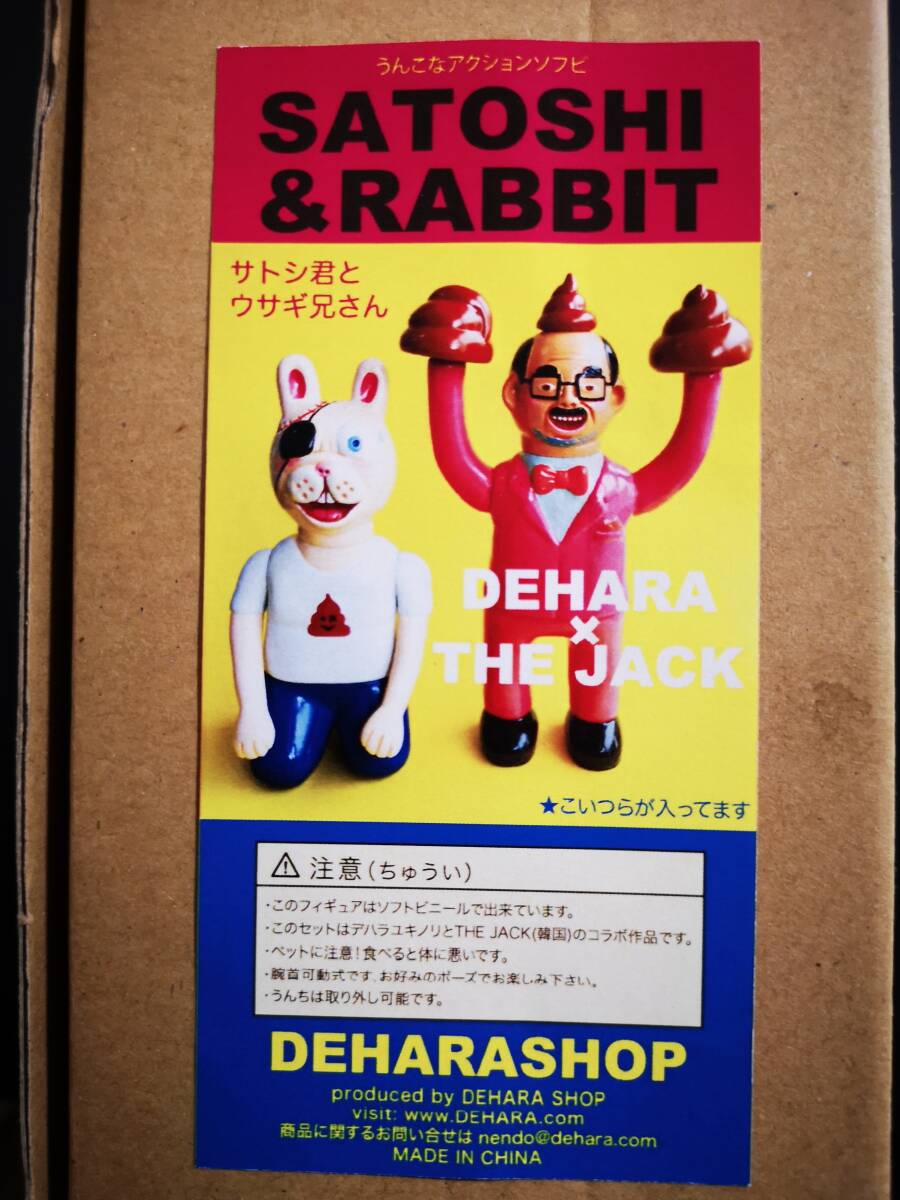 うんこなアクションソフビ
SATOSHI
&RABBIT
サトシ君と
ウサギ兄さん
DEHARA
×
THE JACK
★こいつらが入ってます
⚠ 注意(ちゅうい)
・このフィギュアはソフトビニールで出来ています。
・このセットはデハラユキノリとTHE JACK(韓国)のコラボ作品です。
・ペットに注意!食べると体に悪いです。
・腕首可動式です。お好みのポーズでお楽しみ下さい。
・うんちは取り外し可能です。
DEHARASHOP
produced by DEHARA SHOP
visit: www.DEHARA.com
商品に関するお問い合せは nendo@dehara.com
MADE IN CHINA